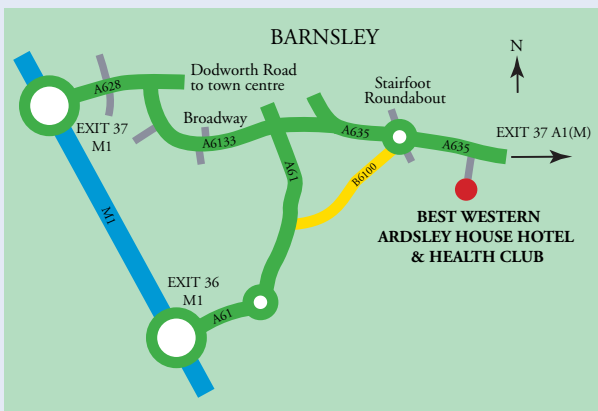 BARNSLEY
N
Dodworth Road
to town centre
A628
Stairfoot
Roundabout
EXIT 37
M1
Broadway
A6133
A635
A635
EXIT 37 A1(M)
A61
B6100
M1
BEST WESTERN
ARDSLEY HOUSE HOTEL
& HEALTH CLUB
EXIT 36
M1
A61